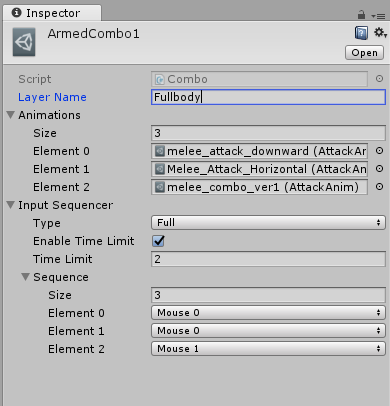 Inspector
ArmedCombo1
Open
Script Combo
Layer Name Fullbody
Animations
Size 3
Element 0 melee_attack_downward (AttackAr
Element 1 Melee_Attack_Horizontal (AttackAn
Element 2 melee_combo_ver1 (AttackAnim)
Input Sequencer
Type Full
Enable Time Limit
Time Limit 2
Sequence
Size 3
Element 0 Mouse 0
Element 1 Mouse 0
Element 2 Mouse 1